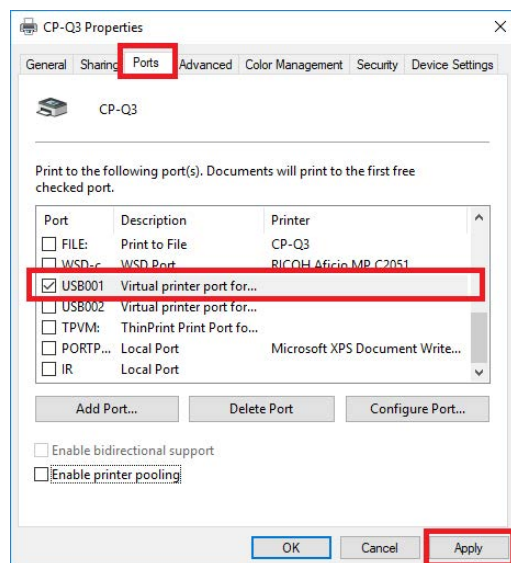 CP-Q3 Properties
General Sharing Ports Advanced Color Management Security Device Settings
CP-Q3
Print to the following port(s). Documents will print to the first free
checked port.
Port Description Printer
FILE: Print to File CP-Q3
WSD-c... WSD Port RICOH Aficio MP C2051
USB001 Virtual printer port for...
USB002 Virtual printer port for...
TPVM: ThinPrint Print Port fo...
PORTP... Local Port Microsoft XPS Document Write...
IR Local Port
Add Port... Delete Port Configure Port...
Enable bidirectional support
Enable printer pooling
OK Cancel Apply